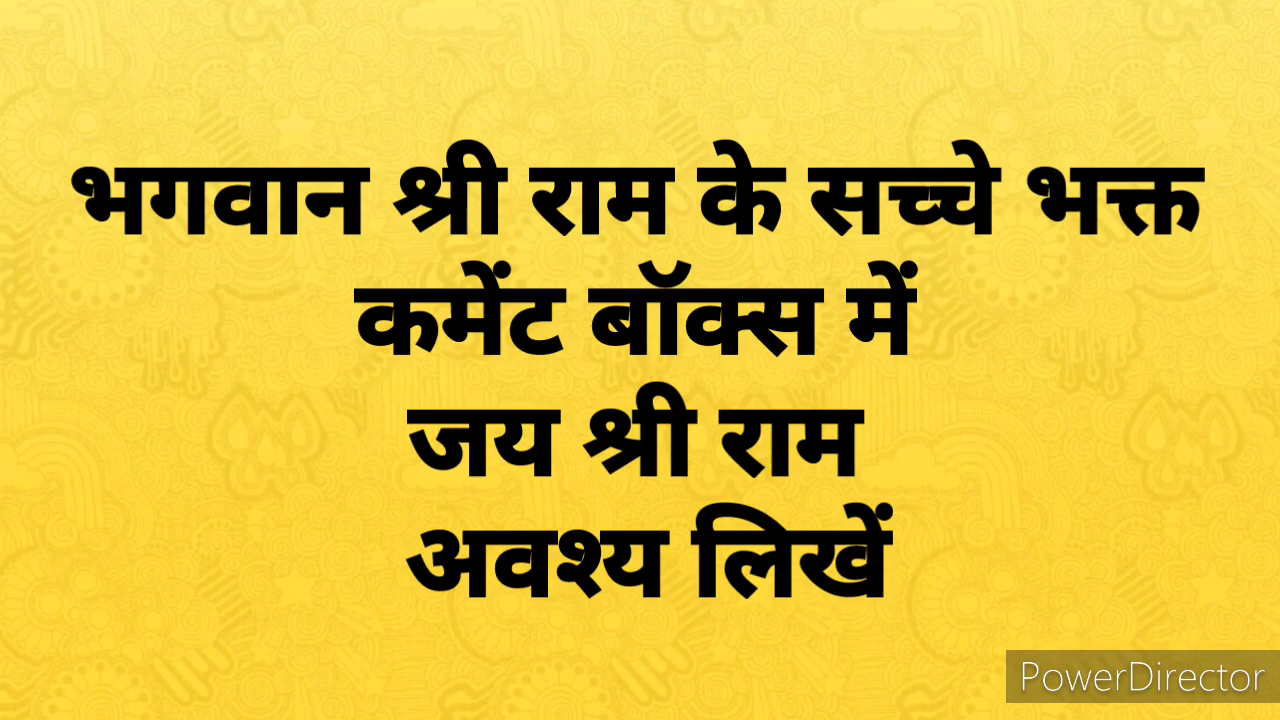 भगवान श्री राम के सच्चे भक्त
कमेंट बॉक्स में
जय श्री राम
अवश्य लिखें
PowerDirector